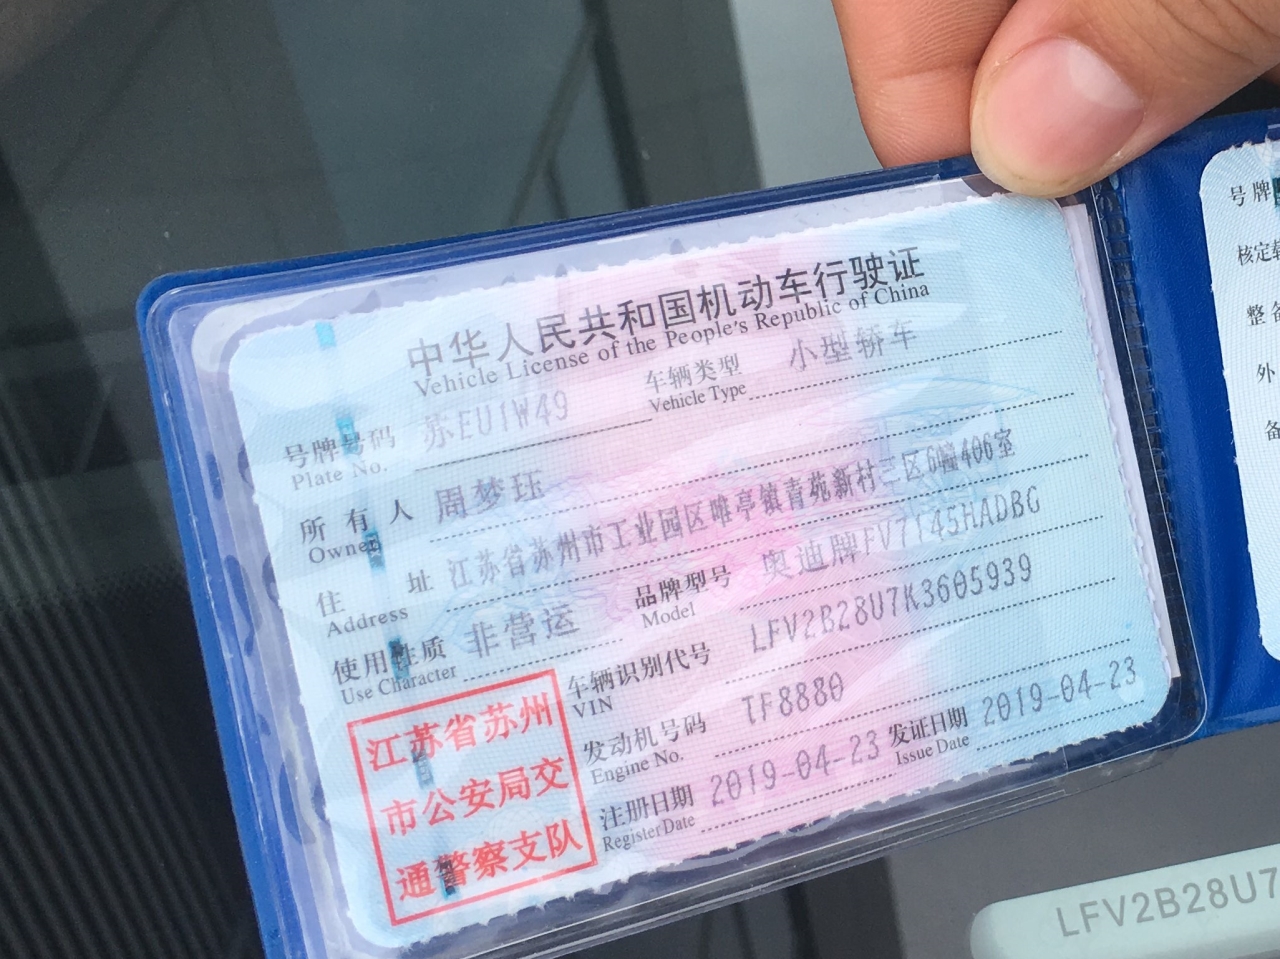 中华人民共和国机动车行驶证
Vehicle License of the People's Republic of China
号牌号码 苏EU1W49 车辆类型 小型轿车
Plate No. Vehicle Type
所有人 周梦珏
Owner
住址 江苏省苏州市工业园区唯亭镇青苑新村三区6幢406室
Address
使用性质 非营运 品牌型号 奥迪牌FV7145HADBG
Use Character Model
车辆识别代号 LFV2B28U7K3605939
VIN
发动机号码 TF8880
Engine No.
注册日期 2019-04-23 发证日期 2019-04-23
Register Date Issue Date
江苏省苏州
市公安局交
通警察支队
号牌
核定
整备
外
备
LFV2B28U7